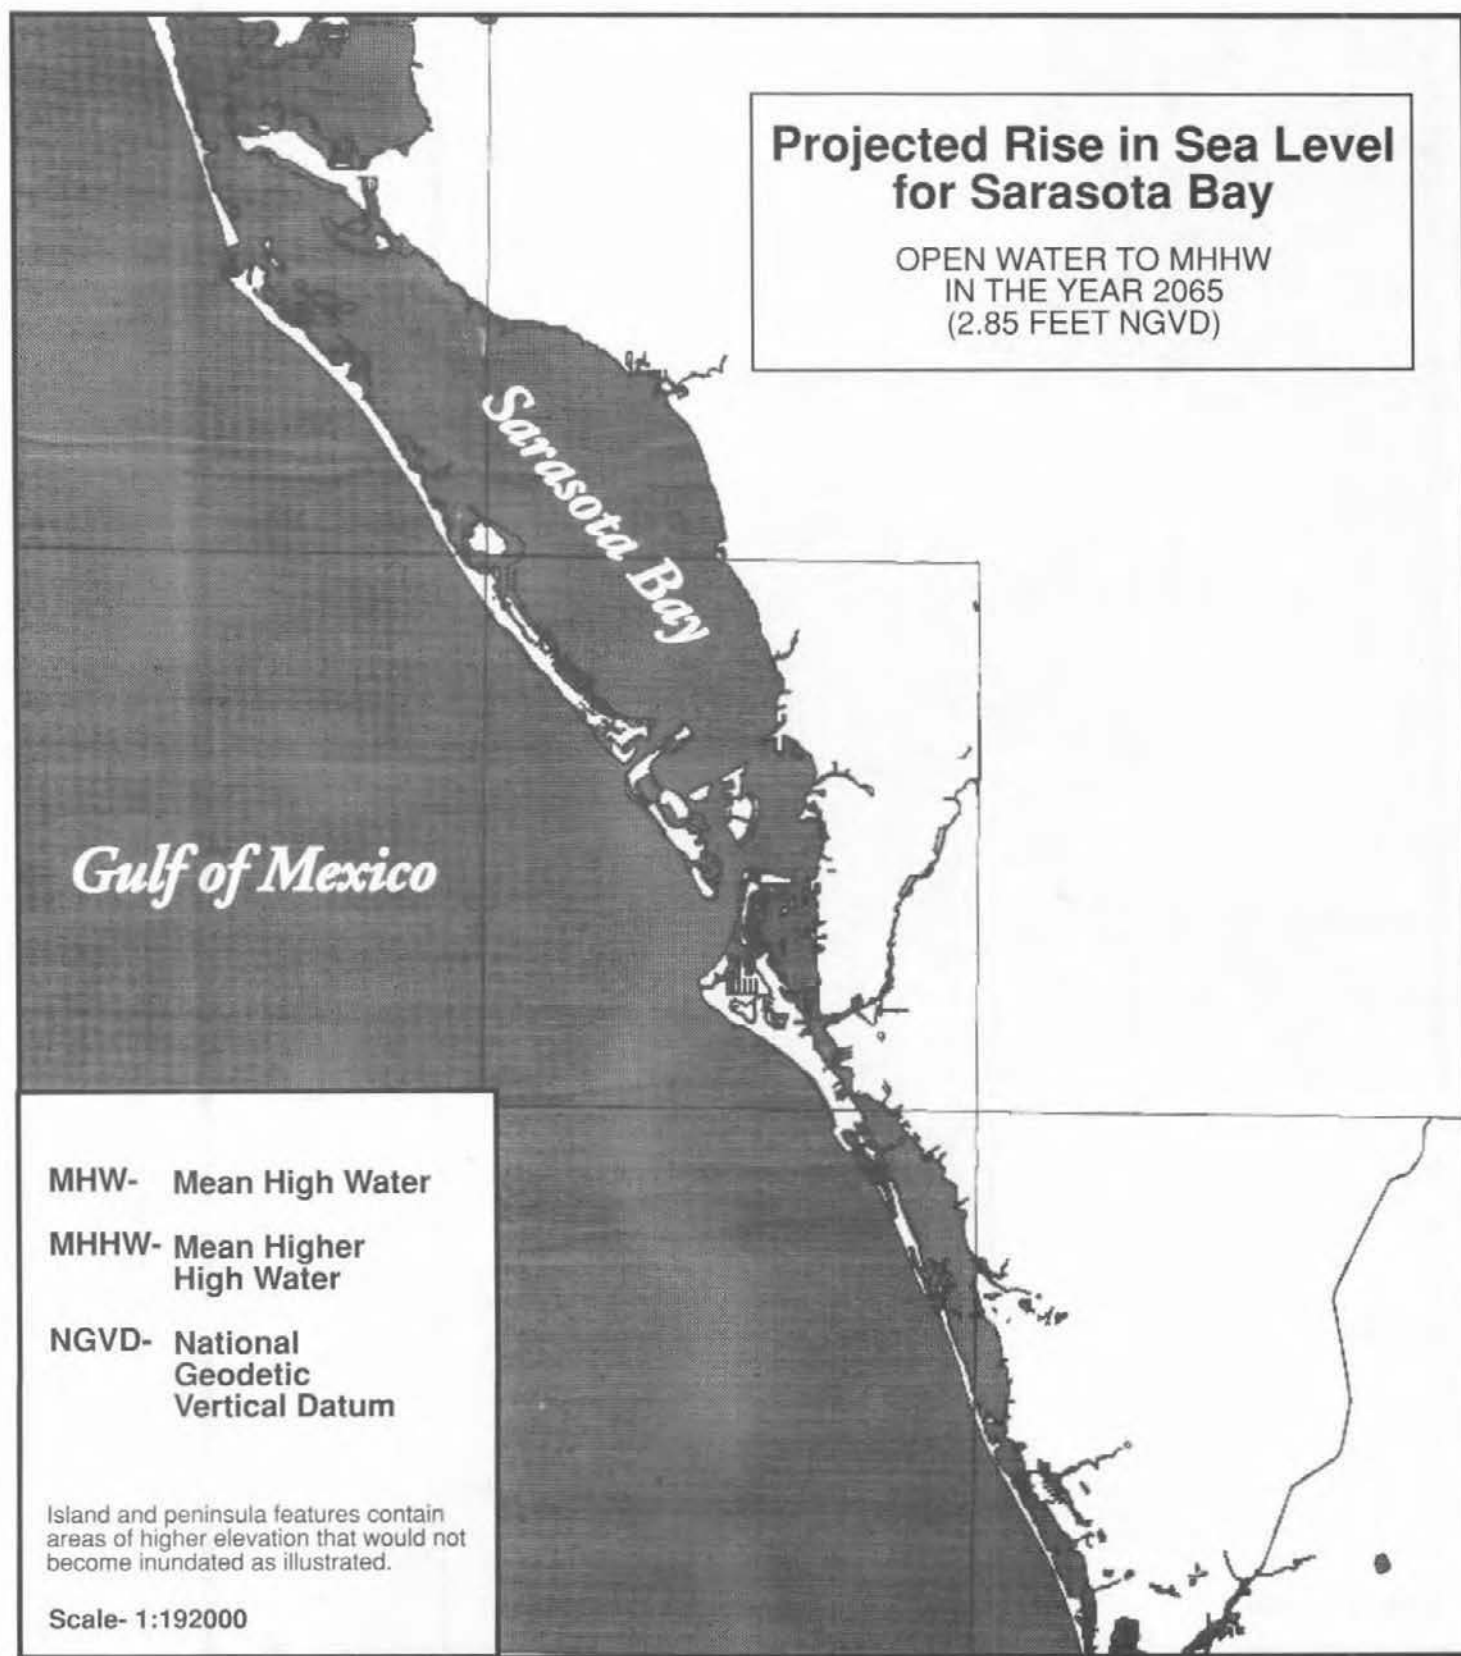 Projected Rise in Sea Level
for Sarasota Bay
OPEN WATER TO MHHW
IN THE YEAR 2065
(2.85 FEET NGVD)
Sarasota Bay
Gulf of Mexico
MHW- Mean High Water
MHHW- Mean Higher
High Water
NGVD- National
Geodetic
Vertical Datum
Island and peninsula features contain
areas of higher elevation that would not
become inundated as illustrated.
Scale- 1:192000